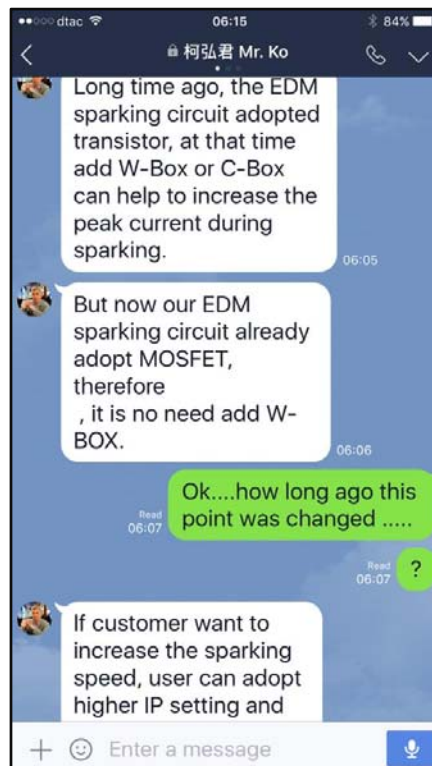 dtac 06:15 84%
柯弘君 Mr. Ko
Long time ago, the EDM
sparking circuit adopted
transistor, at that time
add W-Box or C-Box
can help to increase the
peak current during
sparking.
06:05
But now our EDM
sparking circuit already
adopt MOSFET,
therefore
, it is no need add W-
BOX.
06:06
Ok....how long ago this
point was changed .....
Read
06:07
?
Read
06:07
If customer want to
increase the sparking
speed, user can adopt
higher IP setting and
Enter a message